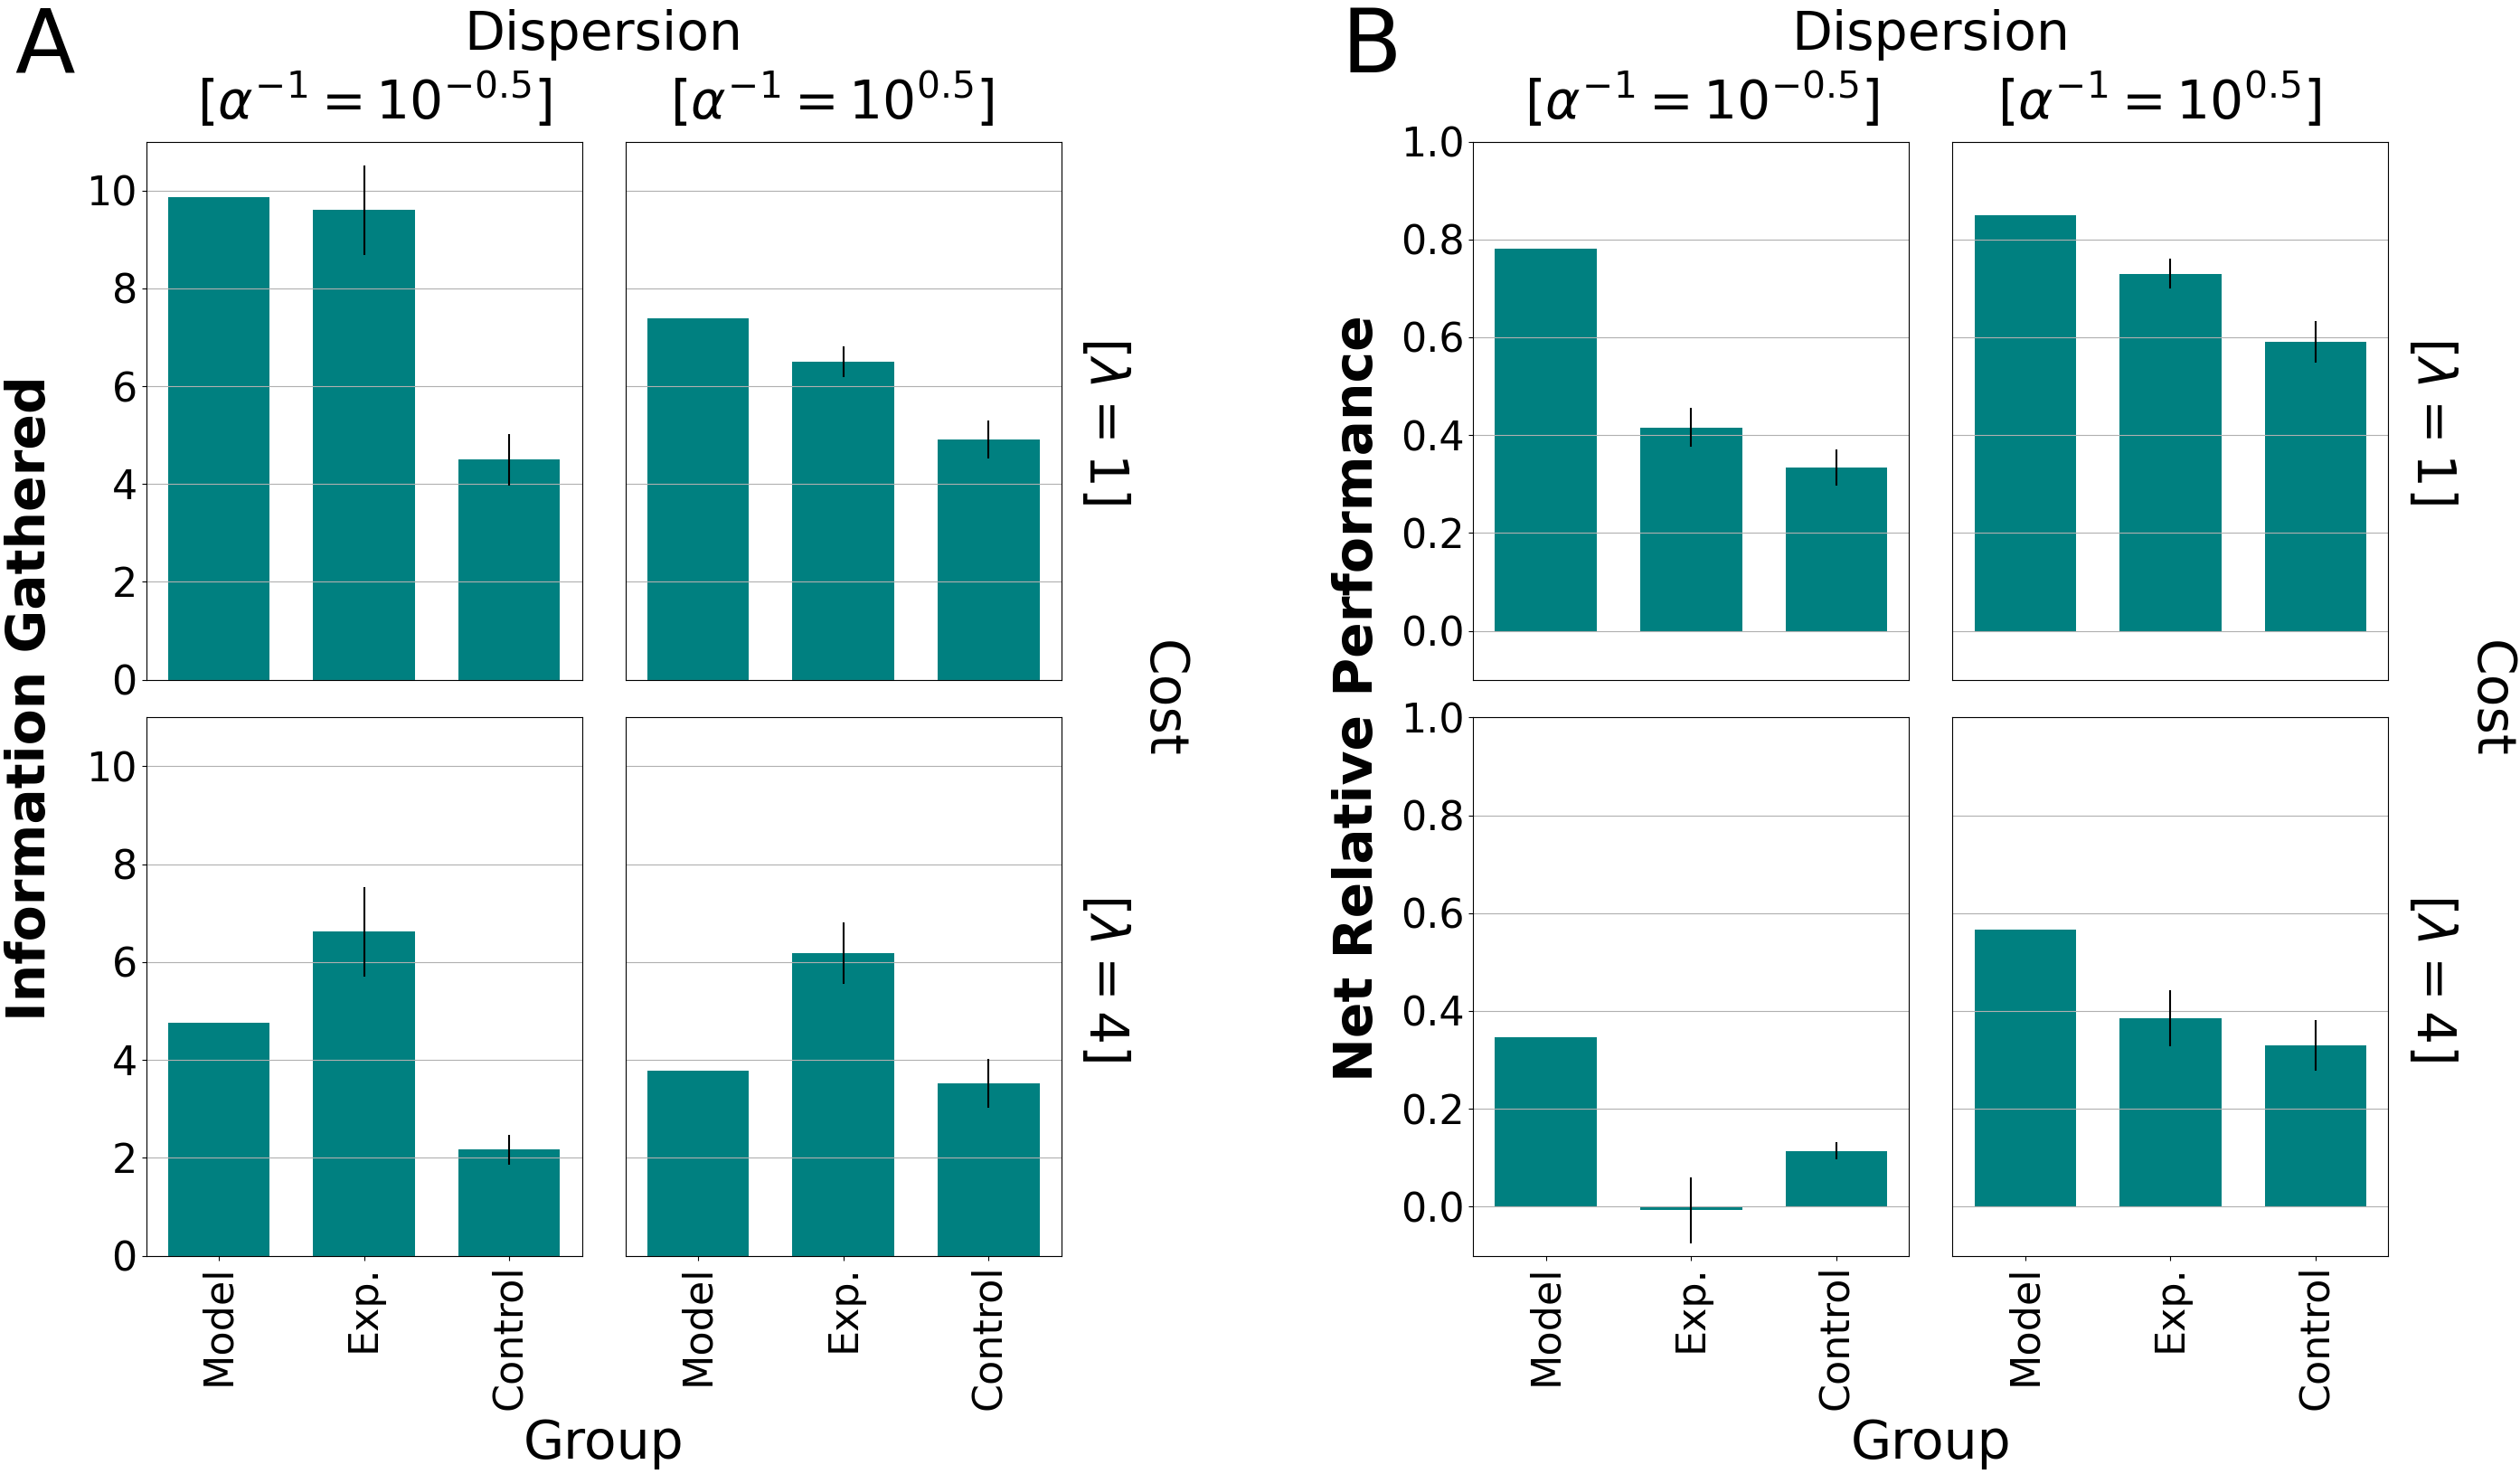 A
Dispersion
[α⁻¹ = 10⁻⁰·⁵] [α⁻¹ = 10⁰·⁵]
Information Gathered
10
8
6
4
2
0
[λ = 1]
10
8
6
4
2
0
[λ = 4]
Cost
Model Exp. Control Model Exp. Control
Group
B
Dispersion
[α⁻¹ = 10⁻⁰·⁵] [α⁻¹ = 10⁰·⁵]
Net Relative Performance
1.0
0.8
0.6
0.4
0.2
0.0
[λ = 1]
1.0
0.8
0.6
0.4
0.2
0.0
[λ = 4]
Cost
Model Exp. Control Model Exp. Control
Group